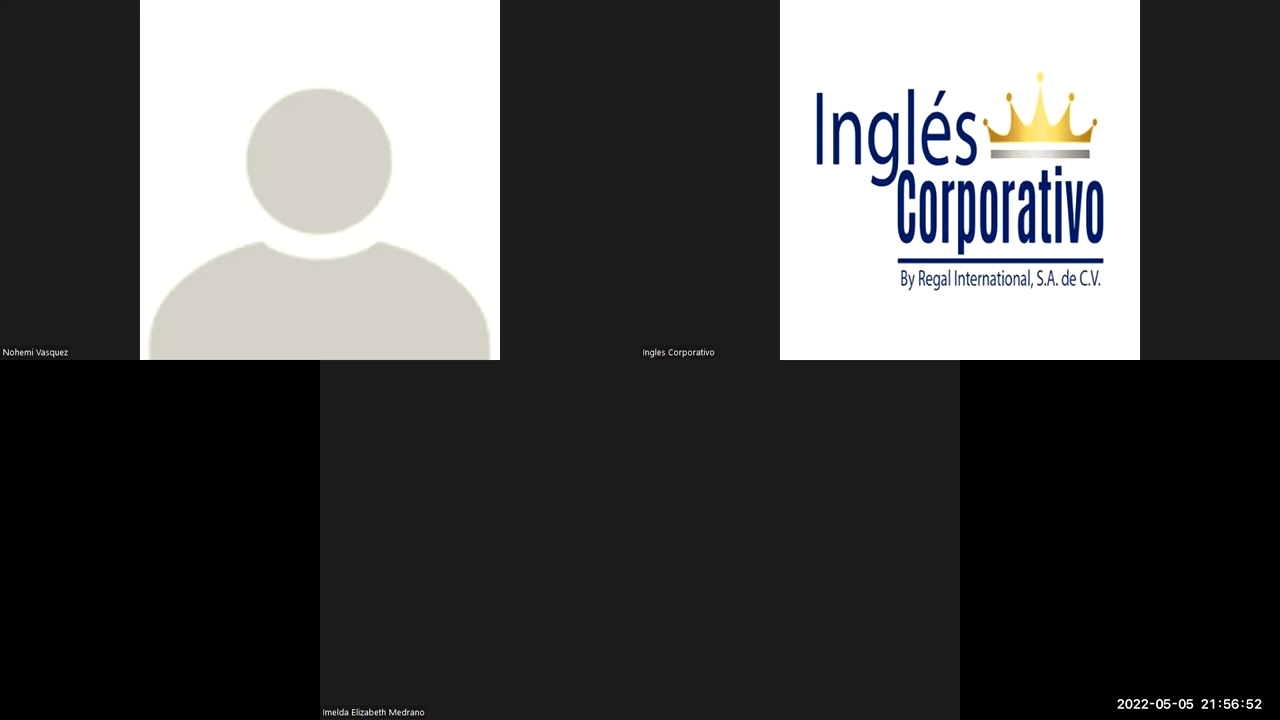 Inglés
Corporativo
By Regal International, S.A. de C.V.
Nohemi Vasquez
Ingles Corporativo
Imelda Elizabeth Medrano
2022-05-05 21:56:52